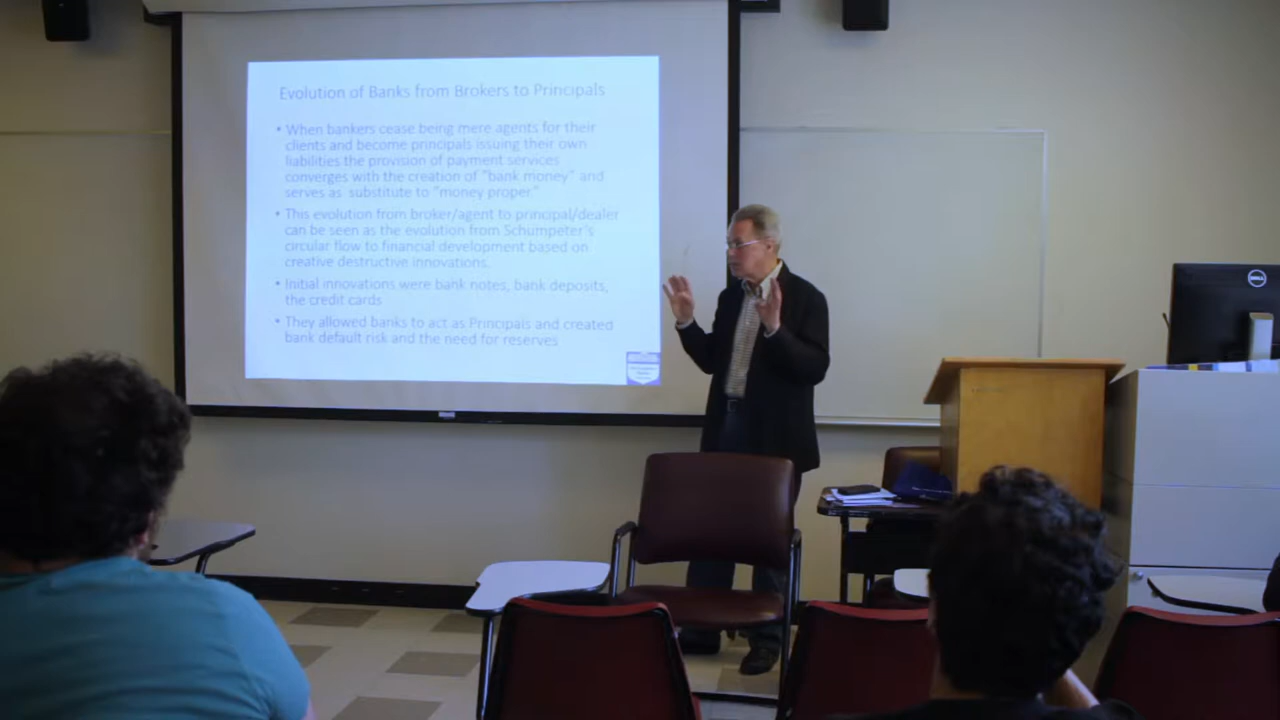 Evolution of Banks from Brokers to Principals
• When bankers cease being mere agents for their
clients and become principals issuing their own
liabilities the provision of payment services
converges with the creation of "bank money" and
serves as substitute to "money proper."
• This evolution from broker/agent to principal/dealer
can be seen as the evolution from Schumpeter's
circular flow to financial development based on
creative destructive innovations.
• Initial innovations were bank notes, bank deposits,
the credit cards
• They allowed banks to act as Principals and created
bank default risk and the need for reserves
DELL